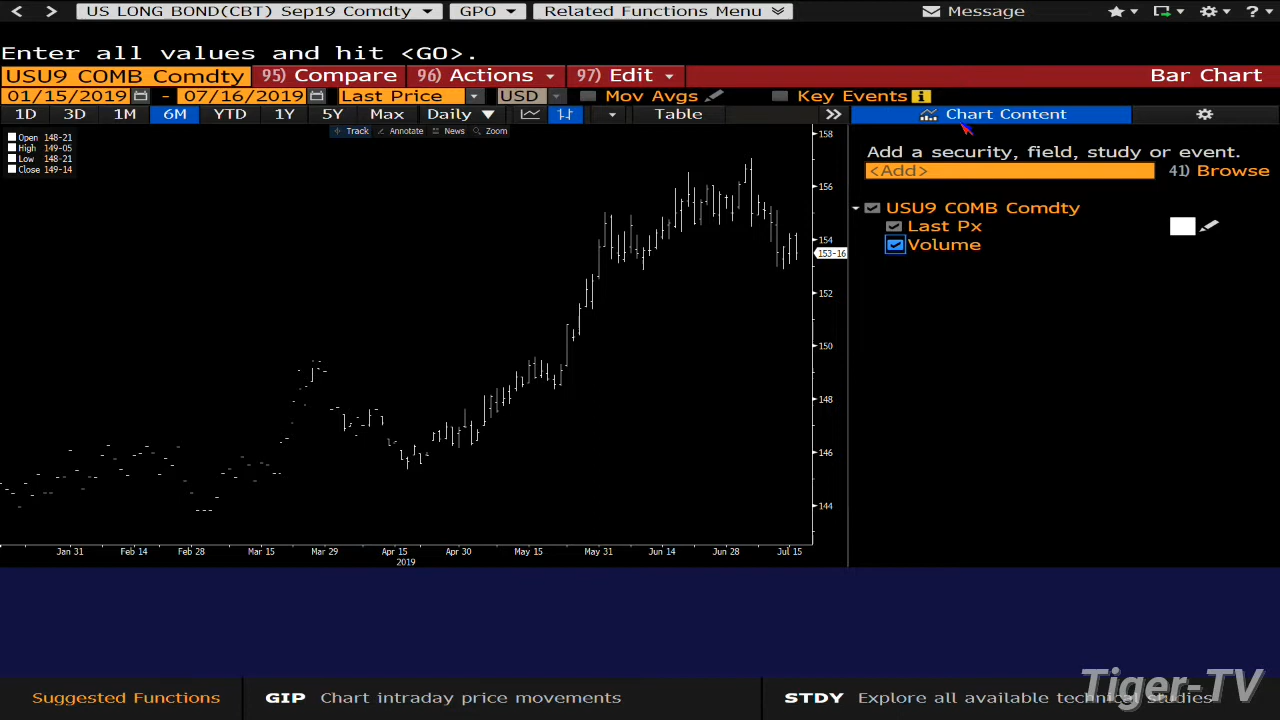 US LONG BOND(CBT) Sep19 Comdty GPO Related Functions Menu Message ?
Enter all values and hit <GO>.
USU9 COMB Comdty 95) Compare 96) Actions 97) Edit Bar Chart
01/15/2019 - 07/16/2019 Last Price USD Mov Avgs Key Events i
1D 3D 1M 6M YTD 1Y 5Y Max Daily Table Chart Content
Track Annotate News Zoom
Open 148-21
High 149-05
Low 148-21
Close 149-14
Add a security, field, study or event.
<Add> 41) Browse
USU9 COMB Comdty
Last Px
Volume
158
156
154
153-16
152
150
148
146
144
Jan 31 Feb 14 Feb 28 Mar 15 Mar 29 Apr 15 Apr 30 May 15 May 31 Jun 14 Jun 28 Jul 15
2019
Suggested Functions GIP Chart intraday price movements STDY Explore all available technical studies
Tiger-TV